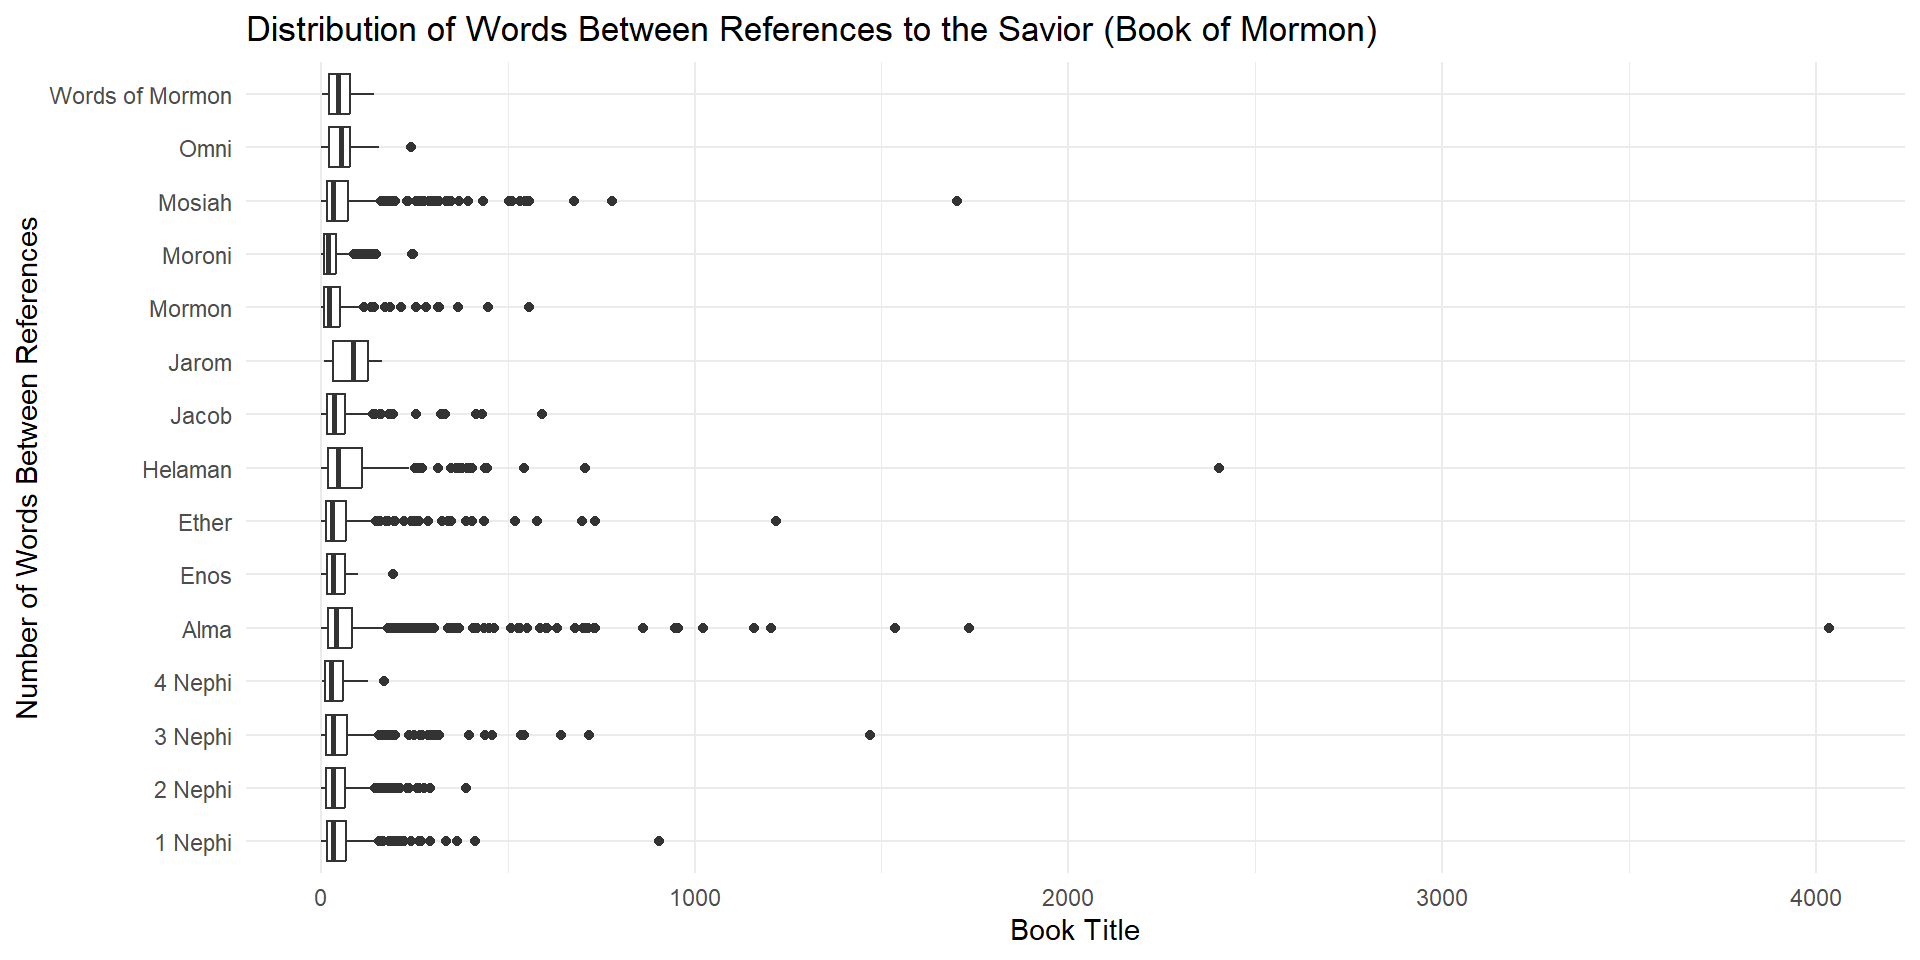 Distribution of Words Between References to the Savior (Book of Mormon)
Number of Words Between References
Words of Mormon
Omni
Mosiah
Moroni
Mormon
Jarom
Jacob
Helaman
Ether
Enos
Alma
4 Nephi
3 Nephi
2 Nephi
1 Nephi
0 1000 2000 3000 4000
Book Title